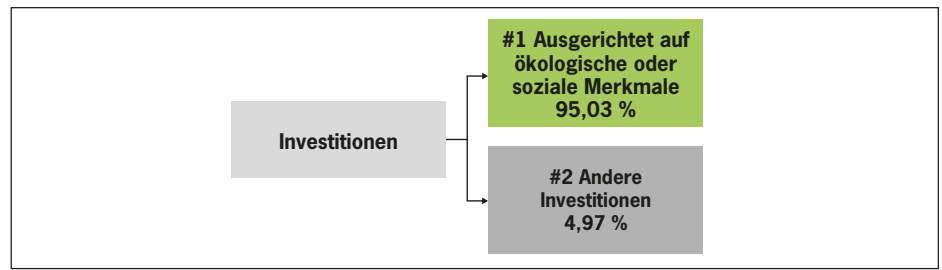 Investitionen
#1 Ausgerichtet auf
ökologische oder
soziale Merkmale
95,03 %
#2 Andere
Investitionen
4,97 %